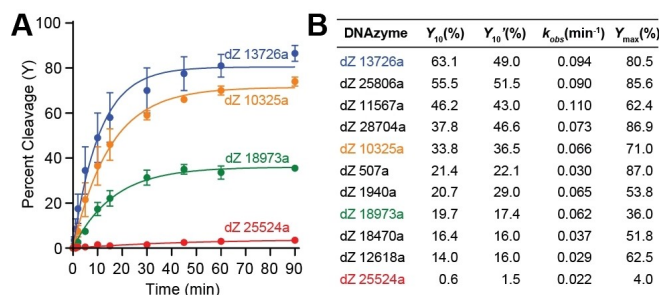 A
100
80
60
40
20
0
Percent Cleavage (Y)
0 10 20 30 40 50 60 70 80 90
Time (min)
dZ 13726a
dZ 10325a
dZ 18973a
dZ 25524a
B
DNAzyme Y10(%) Y10'(%) kobs(min-1) Ymax(%)
dZ 13726a 63.1 49.0 0.094 80.5
dZ 25806a 55.5 51.5 0.090 85.6
dZ 11567a 46.2 43.0 0.110 62.4
dZ 28704a 37.8 46.6 0.073 86.9
dZ 10325a 33.8 36.5 0.066 71.0
dZ 507a 21.4 22.1 0.030 87.0
dZ 1940a 20.7 29.0 0.065 53.8
dZ 18973a 19.7 17.4 0.062 36.0
dZ 18470a 16.4 16.0 0.037 51.8
dZ 12618a 14.0 16.0 0.029 62.5
dZ 25524a 0.6 1.5 0.022 4.0